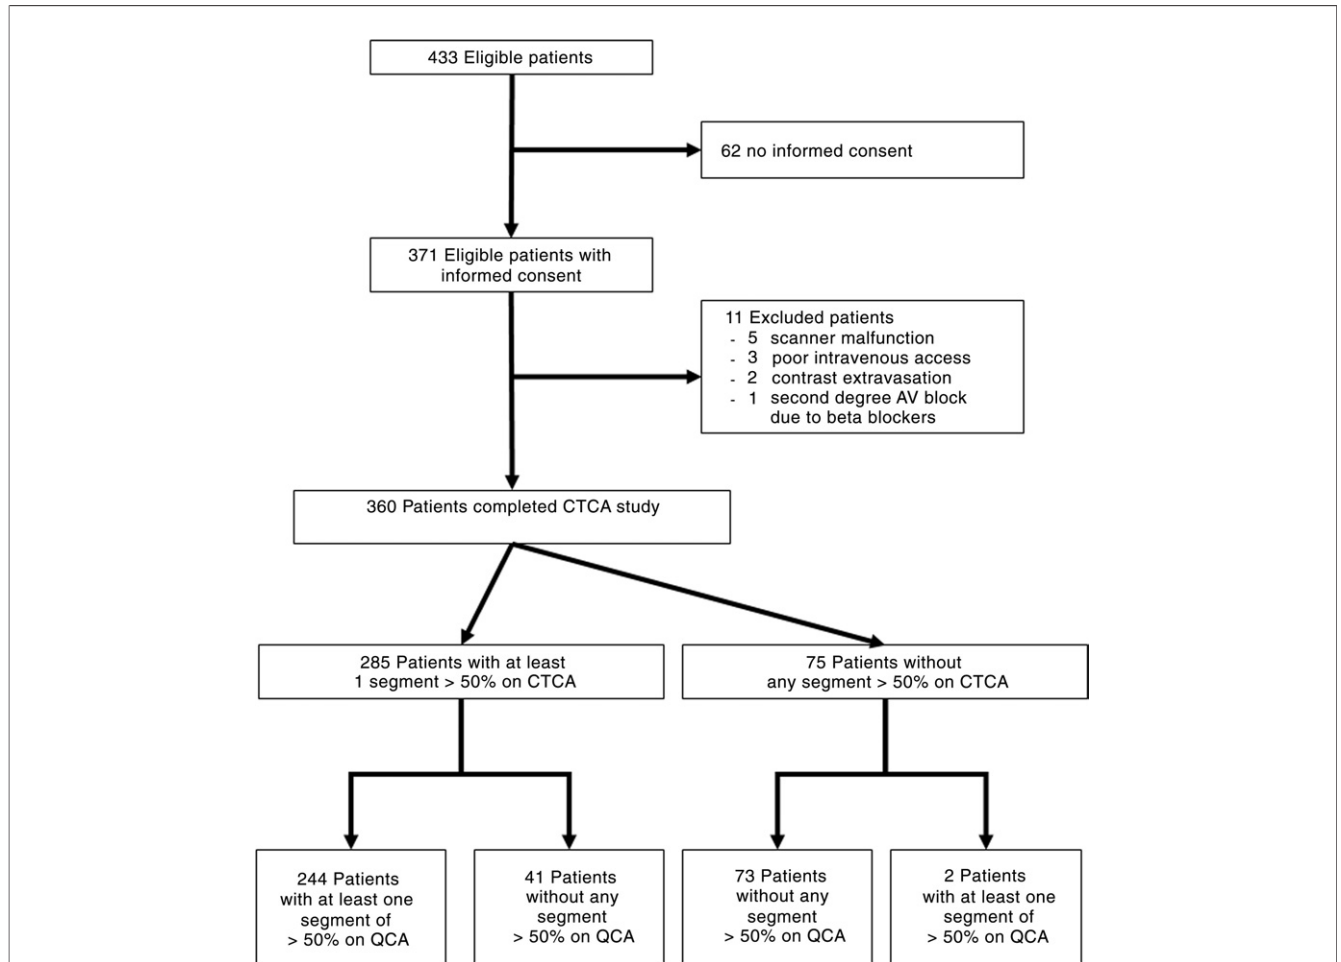 433 Eligible patients
62 no informed consent
371 Eligible patients with
informed consent
11 Excluded patients
- 5 scanner malfunction
- 3 poor intravenous access
- 2 contrast extravasation
- 1 second degree AV block
due to beta blockers
360 Patients completed CTCA study
285 Patients with at least
1 segment > 50% on CTCA
75 Patients without
any segment > 50% on CTCA
244 Patients
with at least one
segment of
> 50% on QCA
41 Patients
without any
segment
> 50% on QCA
73 Patients
without any
segment
> 50% on QCA
2 Patients
with at least one
segment of
> 50% on QCA